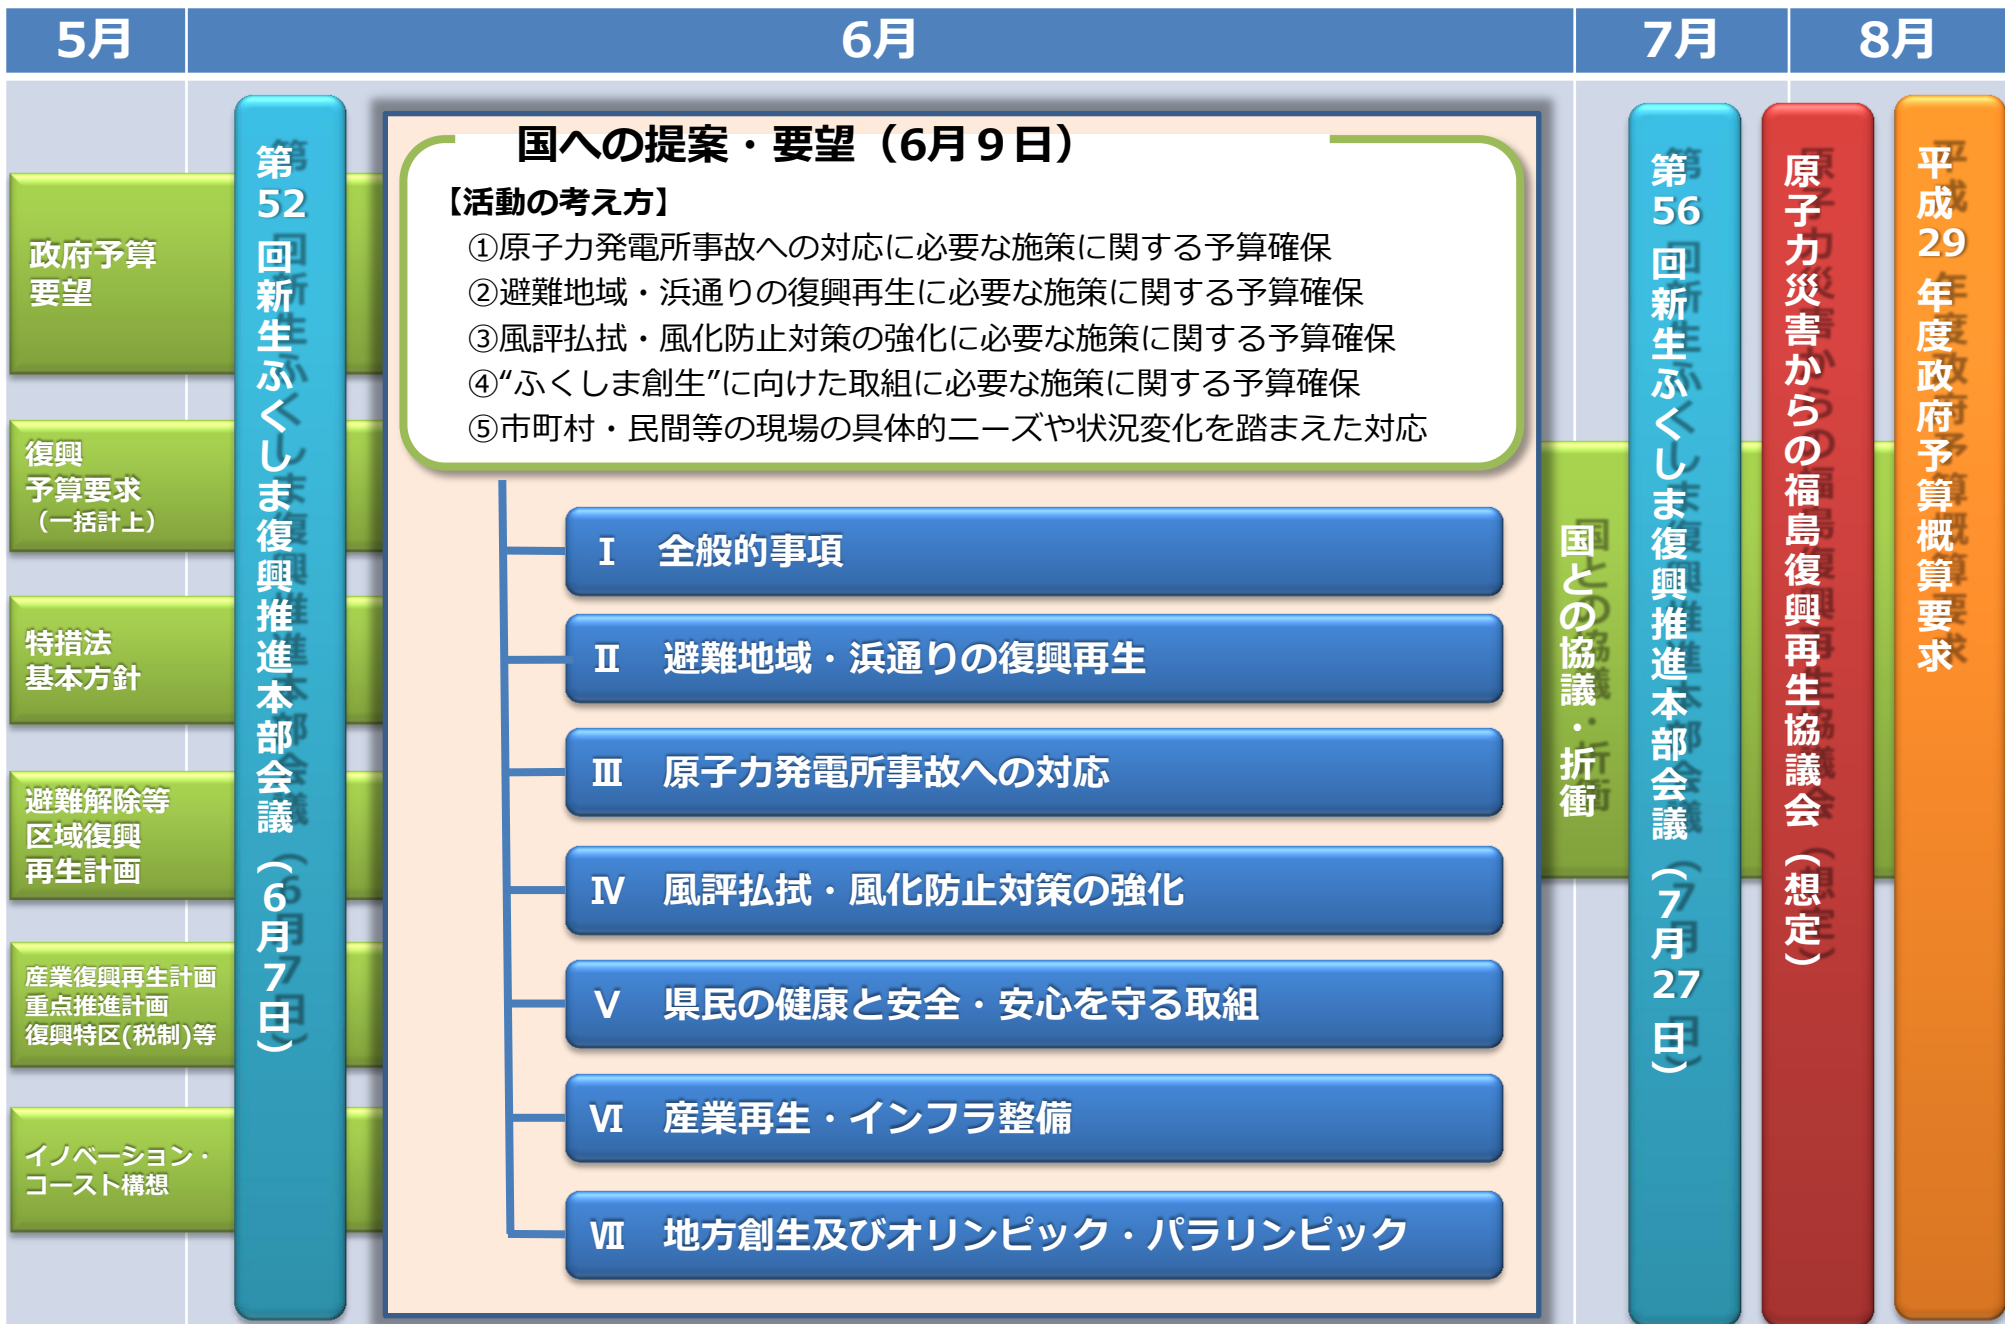 5月
6月
7月
8月
政府予算
要望
復興
予算要求
（一括計上）
特措法
基本方針
避難解除等
区域復興
再生計画
産業復興再生計画
重点推進計画
復興特区(税制)等
イノベーション・
コースト構想
第52回新生ふくしま復興推進本部会議（6月7日）
国への提案・要望（6月９日）
【活動の考え方】
①原子力発電所事故への対応に必要な施策に関する予算確保
②避難地域・浜通りの復興再生に必要な施策に関する予算確保
③風評払拭・風化防止対策の強化に必要な施策に関する予算確保
④“ふくしま創生”に向けた取組に必要な施策に関する予算確保
⑤市町村・民間等の現場の具体的ニーズや状況変化を踏まえた対応
Ⅰ　全般的事項
Ⅱ　避難地域・浜通りの復興再生
Ⅲ　原子力発電所事故への対応
Ⅳ　風評払拭・風化防止対策の強化
Ⅴ　県民の健康と安全・安心を守る取組
Ⅵ　産業再生・インフラ整備
Ⅶ　地方創生及びオリンピック・パラリンピック
国との協議・折衝
第56回新生ふくしま復興推進本部会議（7月27日）
原子力災害からの福島復興再生協議会（想定）
平成29年度政府予算概算要求